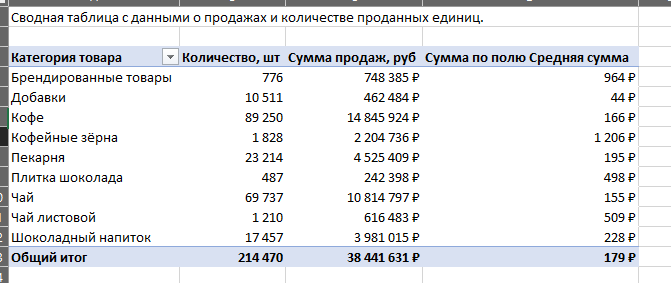 Сводная таблица с данными о продажах и количестве проданных единиц.
Категория товара Количество, шт Сумма продаж, руб Сумма по полю Средняя сумма
Брендированные товары 776 748 385 ₽ 964 ₽
Добавки 10 511 462 484 ₽ 44 ₽
Кофе 89 250 14 845 924 ₽ 166 ₽
Кофейные зёрна 1 828 2 204 736 ₽ 1 206 ₽
Пекарня 23 214 4 525 409 ₽ 195 ₽
Плитка шоколада 487 242 398 ₽ 498 ₽
Чай 69 737 10 814 797 ₽ 155 ₽
Чай листовой 1 210 616 483 ₽ 509 ₽
Шоколадный напиток 17 457 3 981 015 ₽ 228 ₽
Общий итог 214 470 38 441 631 ₽ 179 ₽